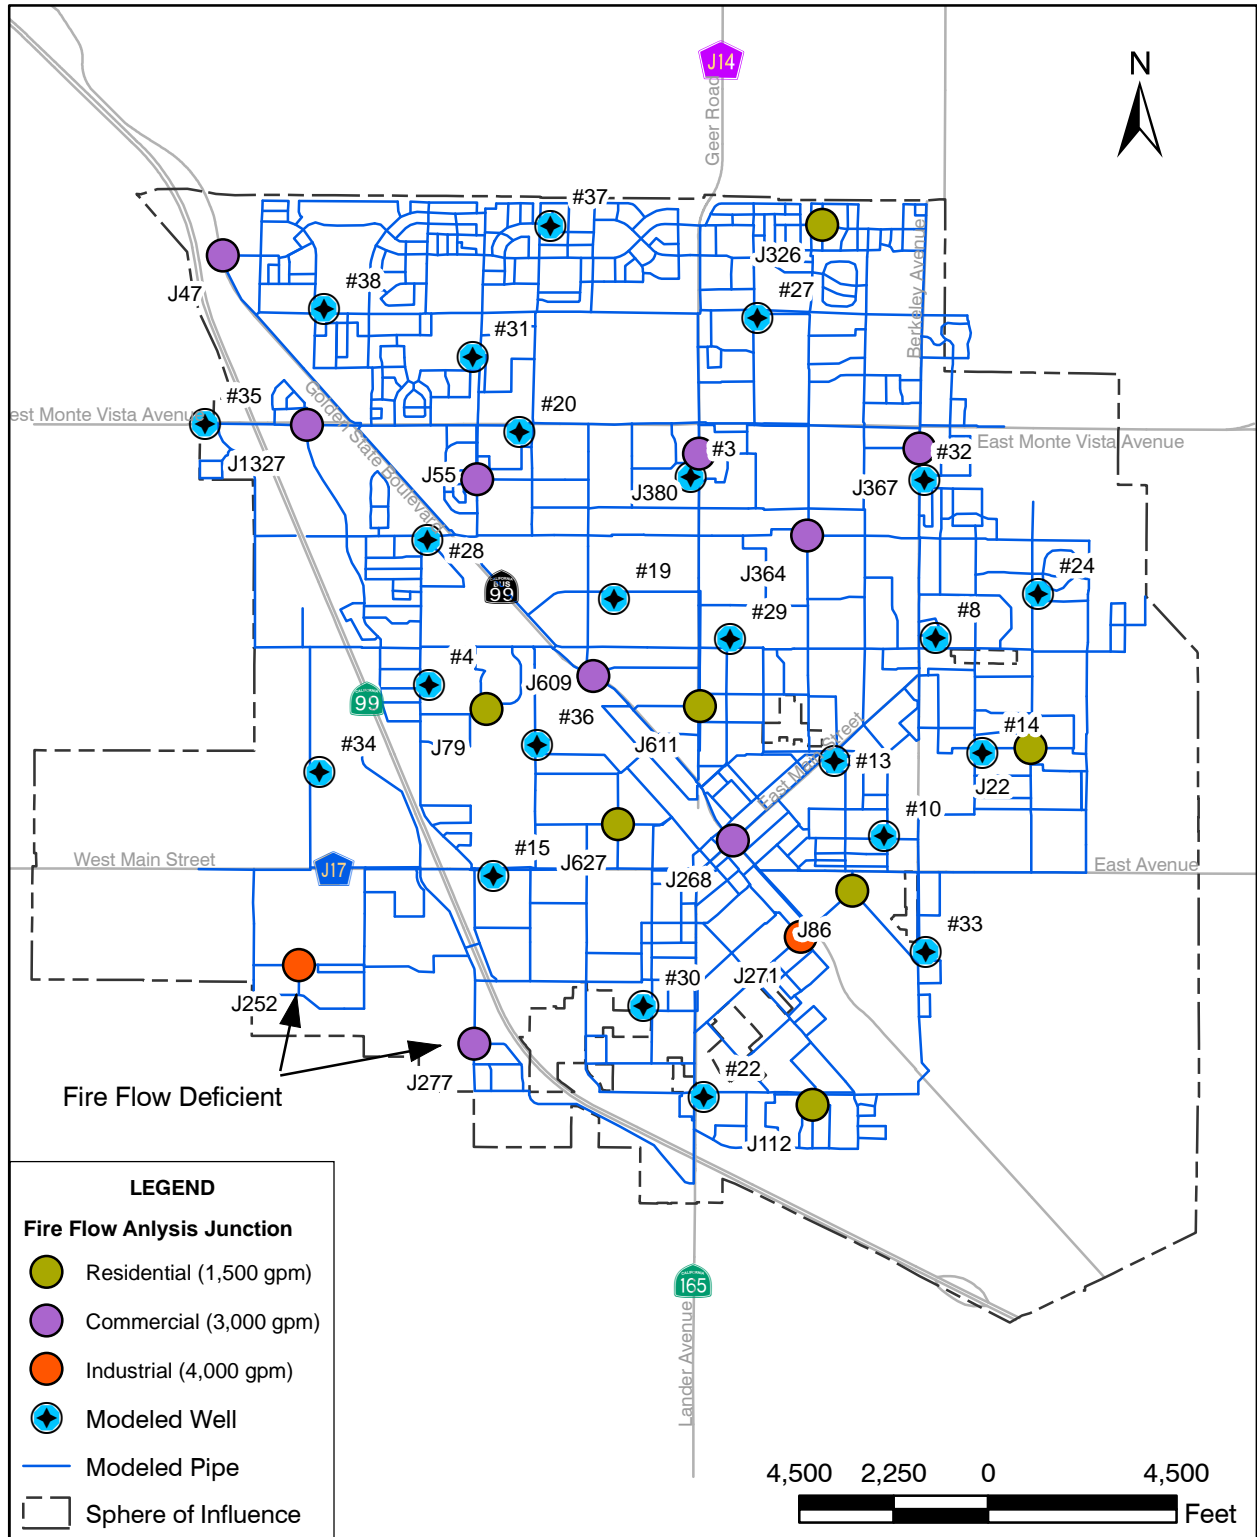 J14
N
Geer Road
#37
J326
Berkeley Avenue
#38
J47
#27
#31
Golden State Boulevard
#35
#20
est Monte Vista Avenue
East Monte Vista Avenue
#3
#32
J1327
J55
J380
J367
#28
CALIFORNIA
BUS
99
#19
J364
#24
#29
#8
#4
J609
CALIFORNIA
99
#36
J79
J611
East Main Street
#14
#34
#13
J22
#10
West Main Street
J17
#15
J627
J268
East Avenue
J86
#33
J252
#30
J271
J277
#22
Fire Flow Deficient
J112
LEGEND
Fire Flow Anlysis Junction
Residential (1,500 gpm)
Commercial (3,000 gpm)
Industrial (4,000 gpm)
Modeled Well
Modeled Pipe
Sphere of Influence
CALIFORNIA
165
Lander Avenue
4,500 2,250 0 4,500
Feet